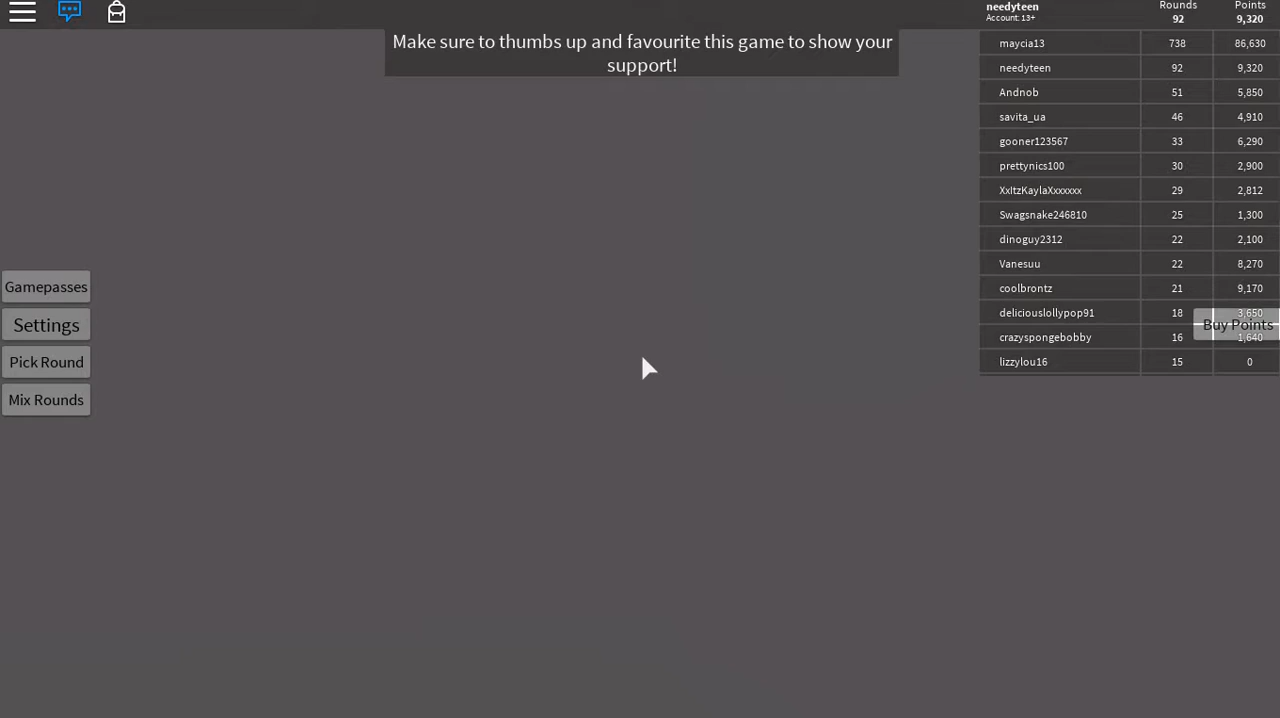 needyteen
Account: 13+
Rounds
92
Points
9,320
Make sure to thumbs up and favourite this game to show your
support!
maycia13 738 86,630
needyteen 92 9,320
Andnob 51 5,850
savita_ua 46 4,910
gooner123567 33 6,290
prettynics100 30 2,900
XxItzKaylaXxxxxxx 29 2,812
Swagsnake246810 25 1,300
dinoguy2312 22 2,100
Vanesuu 22 8,270
coolbrontz 21 9,170
deliciouslollypop91 18 3,650
crazyspongebobby 16 1,640
lizzylou16 15 0
Buy Points
Gamepasses
Settings
Pick Round
Mix Rounds